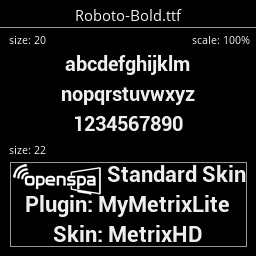 Roboto-Bold.ttf
size: 20 scale: 100%
abcdefghijklm
nopqrstuvwxyz
1234567890
size: 22
openspa Standard Skin
Plugin: MyMetrixLite
Skin: MetrixHD